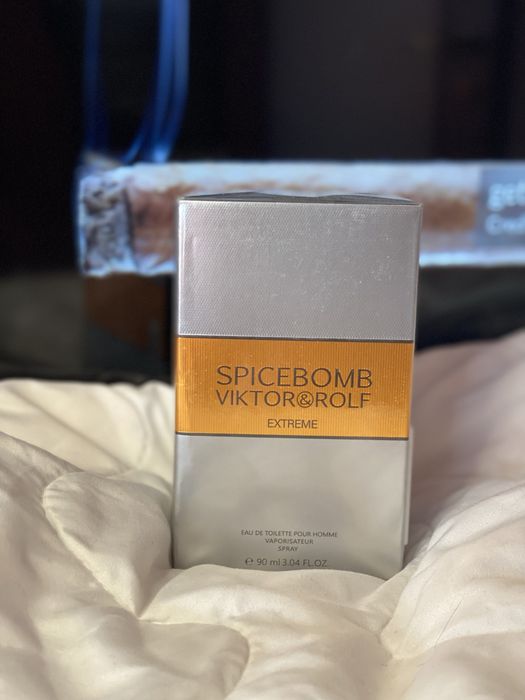 SPICEBOMB
VIKTOR&ROLF
EXTREME
EAU DE TOILETTE POUR HOMME
VAPORISATEUR
SPRAY
℮ 90 ml 3.04 FL.OZ.